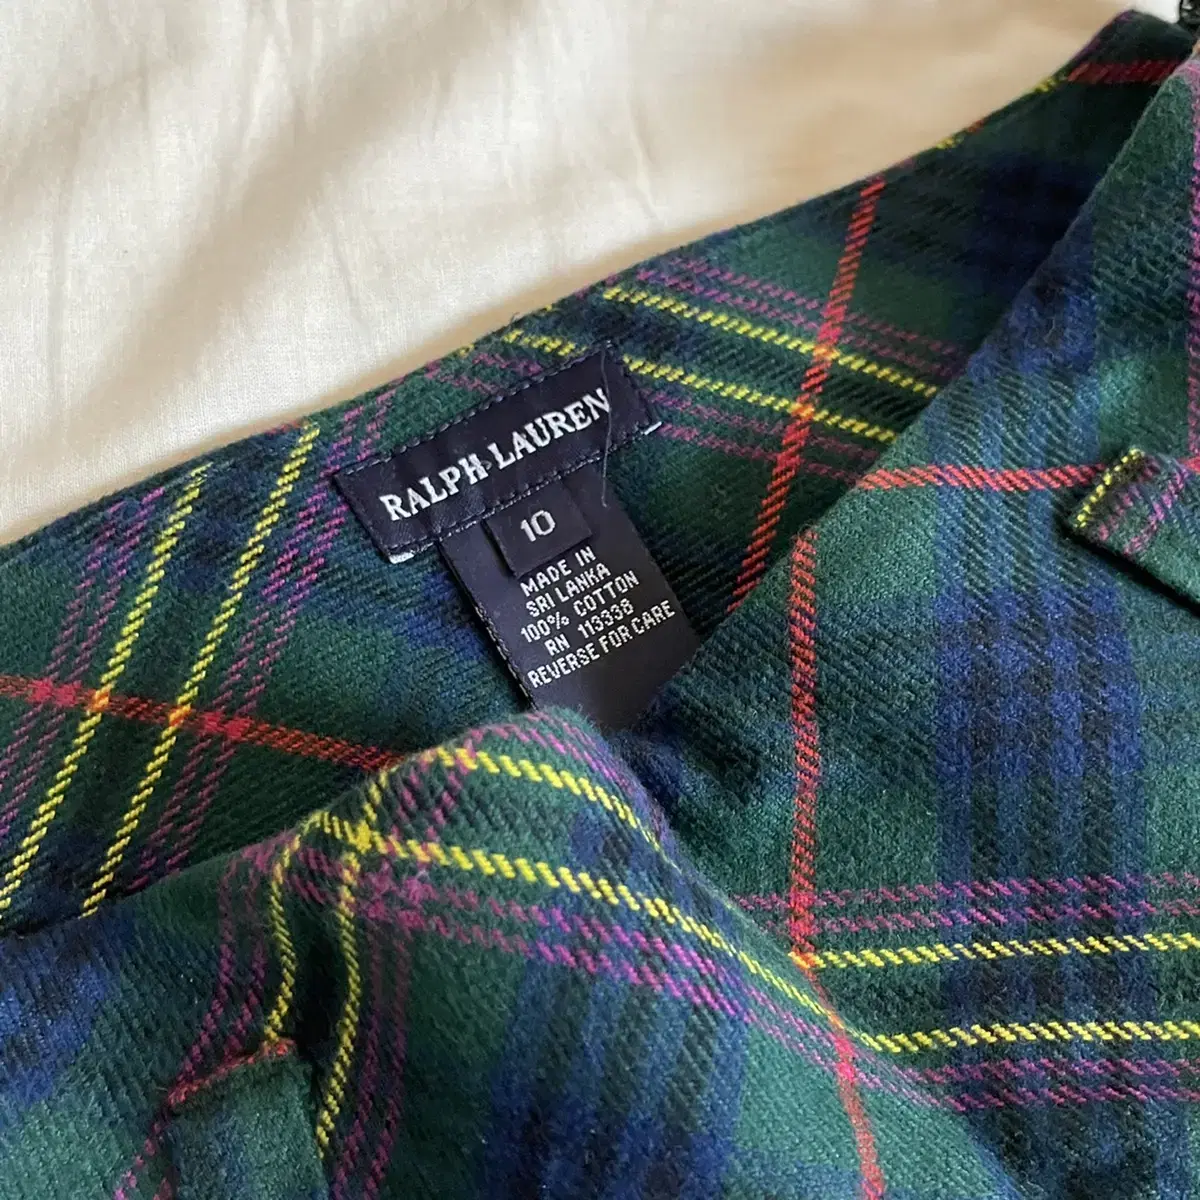 RALPH LAUREN
10
MADE IN
SRI LANKA
100% COTTON
RN 113338
REVERSE FOR CARE